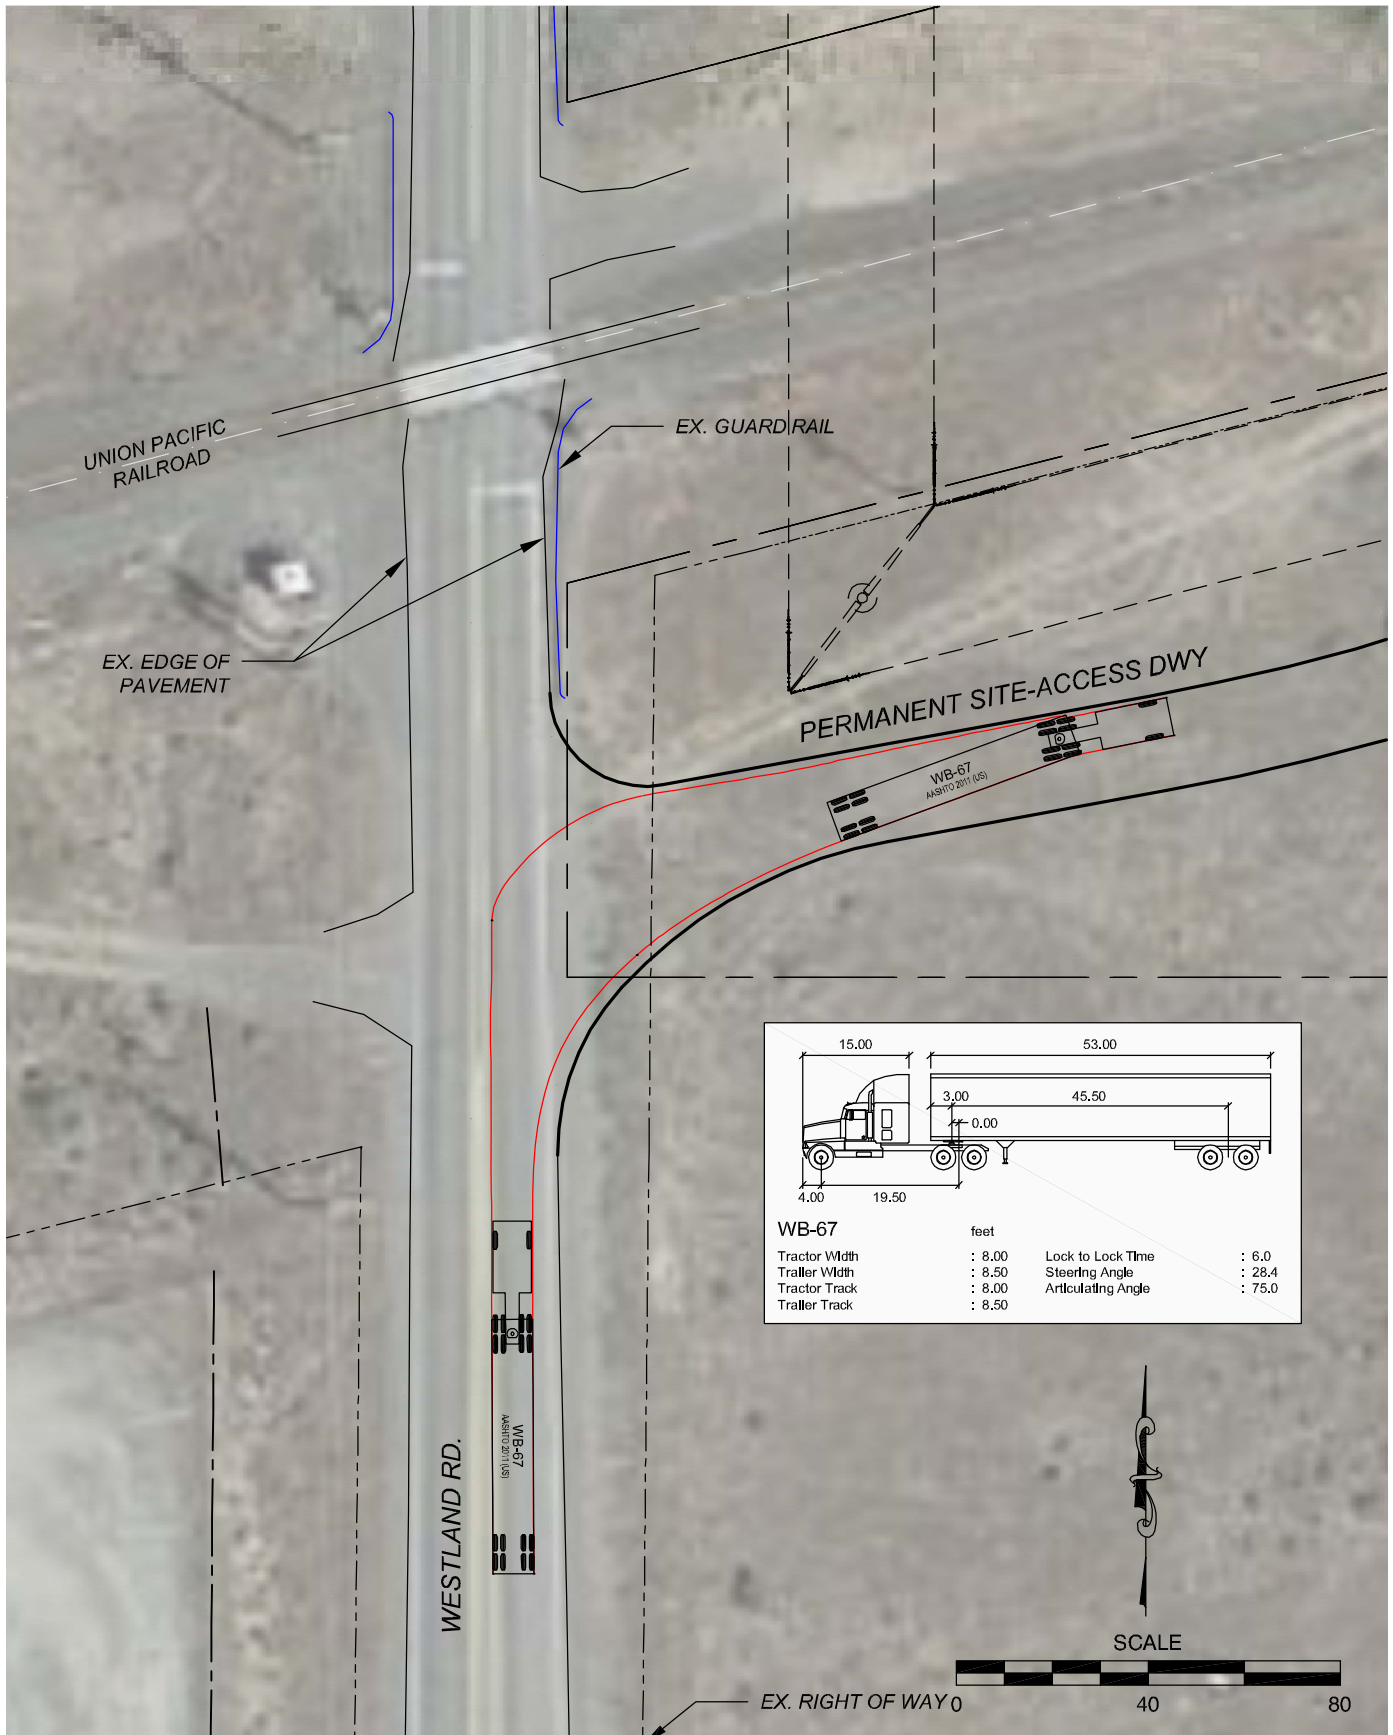 EX. GUARD RAIL
UNION PACIFIC
RAILROAD
EX. EDGE OF
PAVEMENT
PERMANENT SITE-ACCESS DWY
WB-67
AASHTO 2011 (US)
15.00
53.00
3.00
45.50
0.00
4.00
19.50
WB-67 feet
Tractor Width : 8.00 Lock to Lock Time : 6.0
Trailer Width : 8.50 Steering Angle : 28.4
Tractor Track : 8.00 Articulating Angle : 75.0
Trailer Track : 8.50
WB-67
AASHTO 2011 (US)
WESTLAND RD.
SCALE
0 40 80
EX. RIGHT OF WAY